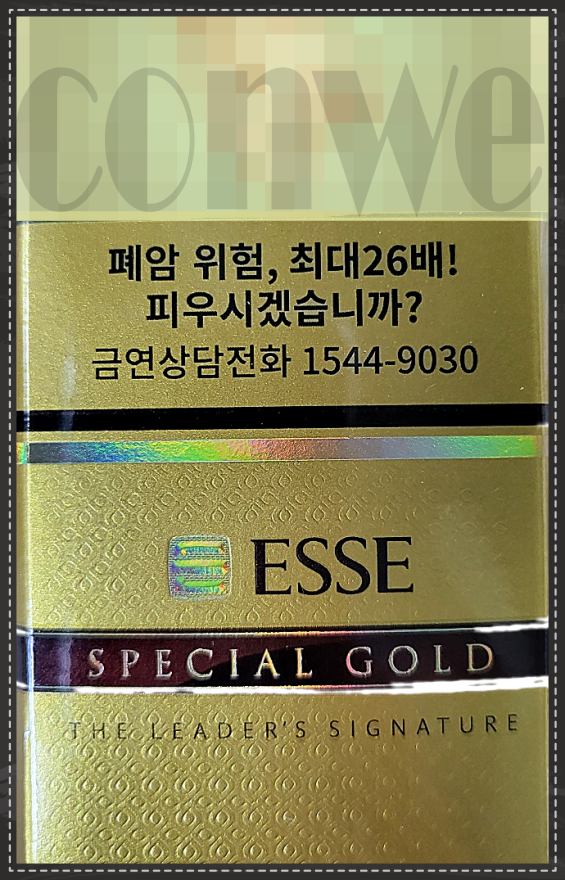 conwe
폐암 위험, 최대26배!
피우시겠습니까?
금연상담전화 1544-9030
ESSE
SPECIAL GOLD
THE LEADER'S SIGNATURE